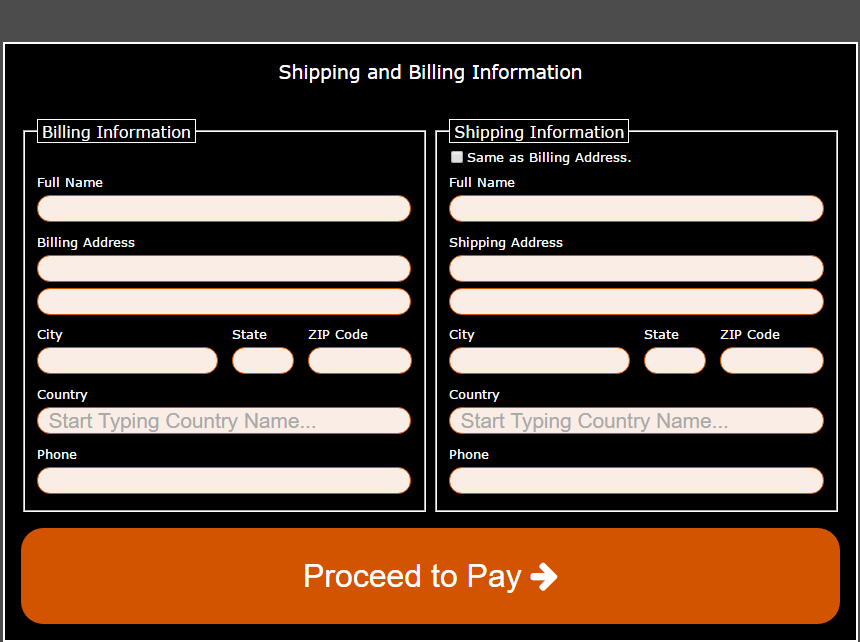 Shipping and Billing Information
Billing Information
Full Name
Billing Address
City State ZIP Code
Country
Start Typing Country Name...
Phone
Shipping Information
Same as Billing Address.
Full Name
Shipping Address
City State ZIP Code
Country
Start Typing Country Name...
Phone
Proceed to Pay